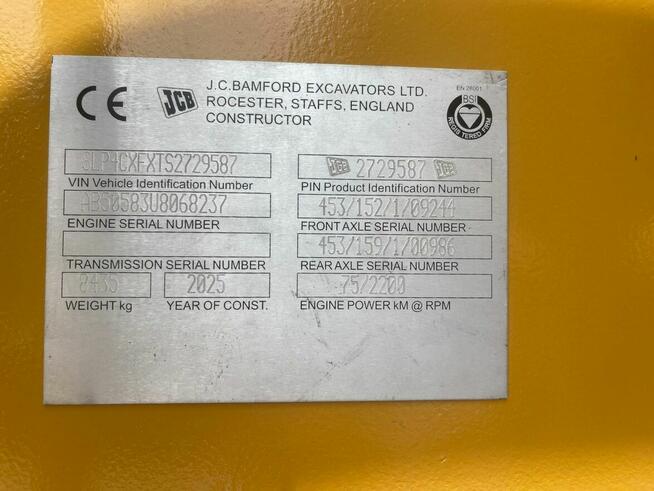 CE
JCB
J.C.BAMFORD EXCAVATORS LTD.
ROCESTER, STAFFS, ENGLAND
CONSTRUCTOR
EN 29001
BSI
REGISTERED FIRM
SLP4CXFXTS2729587
VIN Vehicle Identification Number
AB50583U8068237
ENGINE SERIAL NUMBER
TRANSMISSION SERIAL NUMBER
8435 2025
WEIGHT kg YEAR OF CONST.
JCB 2729587 JCB
PIN Product Identification Number
453/152/1/09244
FRONT AXLE SERIAL NUMBER
453/159/1/00986
REAR AXLE SERIAL NUMBER
75/2200
ENGINE POWER kM @ RPM